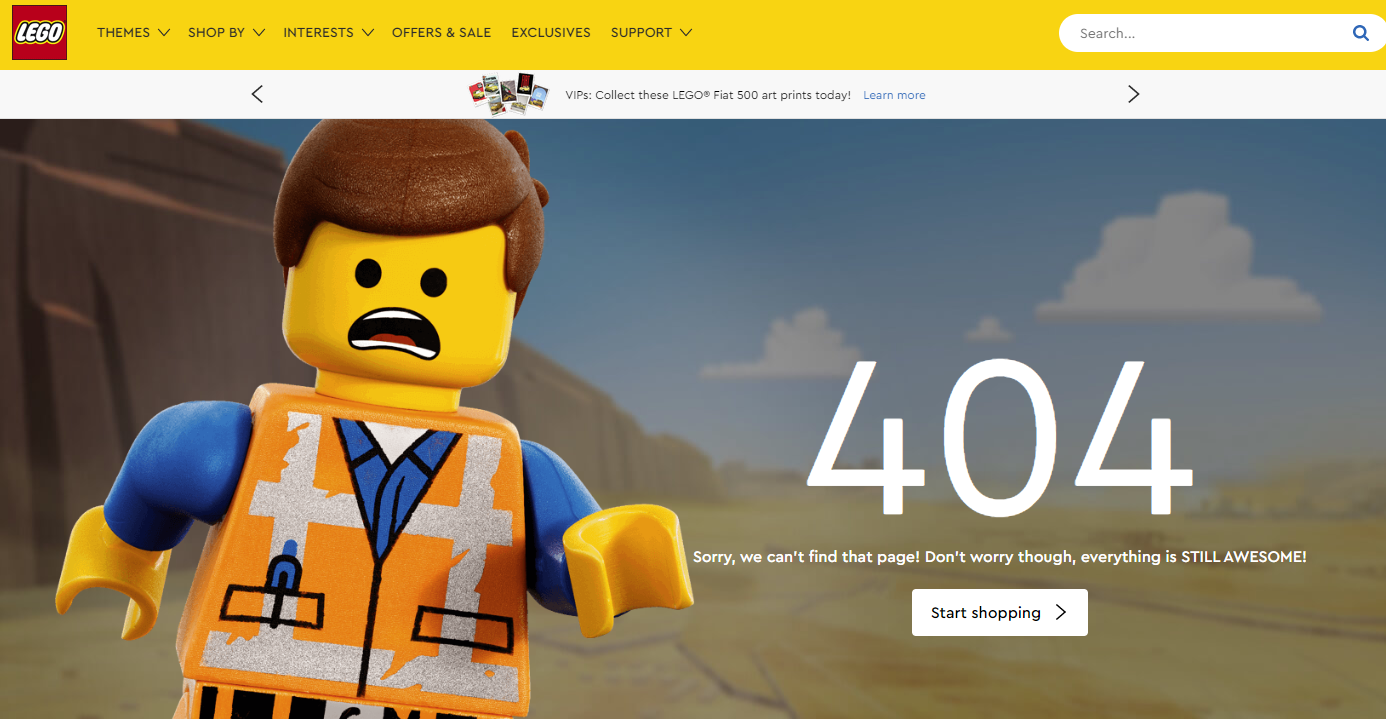 LEGO
THEMES
SHOP BY
INTERESTS
OFFERS & SALE
EXCLUSIVES
SUPPORT
Search...
VIPs: Collect these LEGO® Fiat 500 art prints today! Learn more
404
Sorry, we can't find that page! Don't worry though, everything is STILL AWESOME!
Start shopping